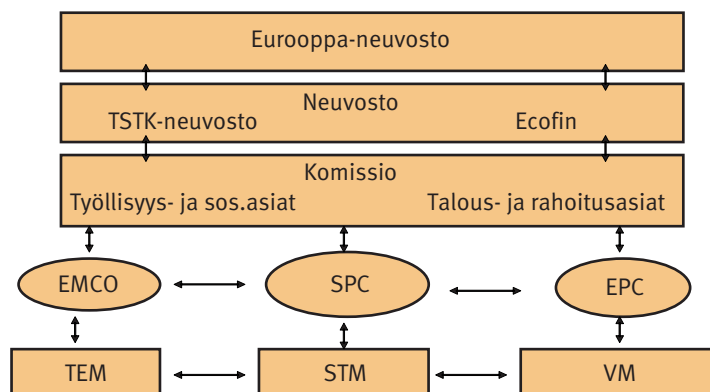 Eurooppa-neuvosto
Neuvosto
TSTK-neuvosto Ecofin
Komissio
Työllisyys- ja sos.asiat Talous- ja rahoitusasiat
EMCO SPC EPC
TEM STM VM